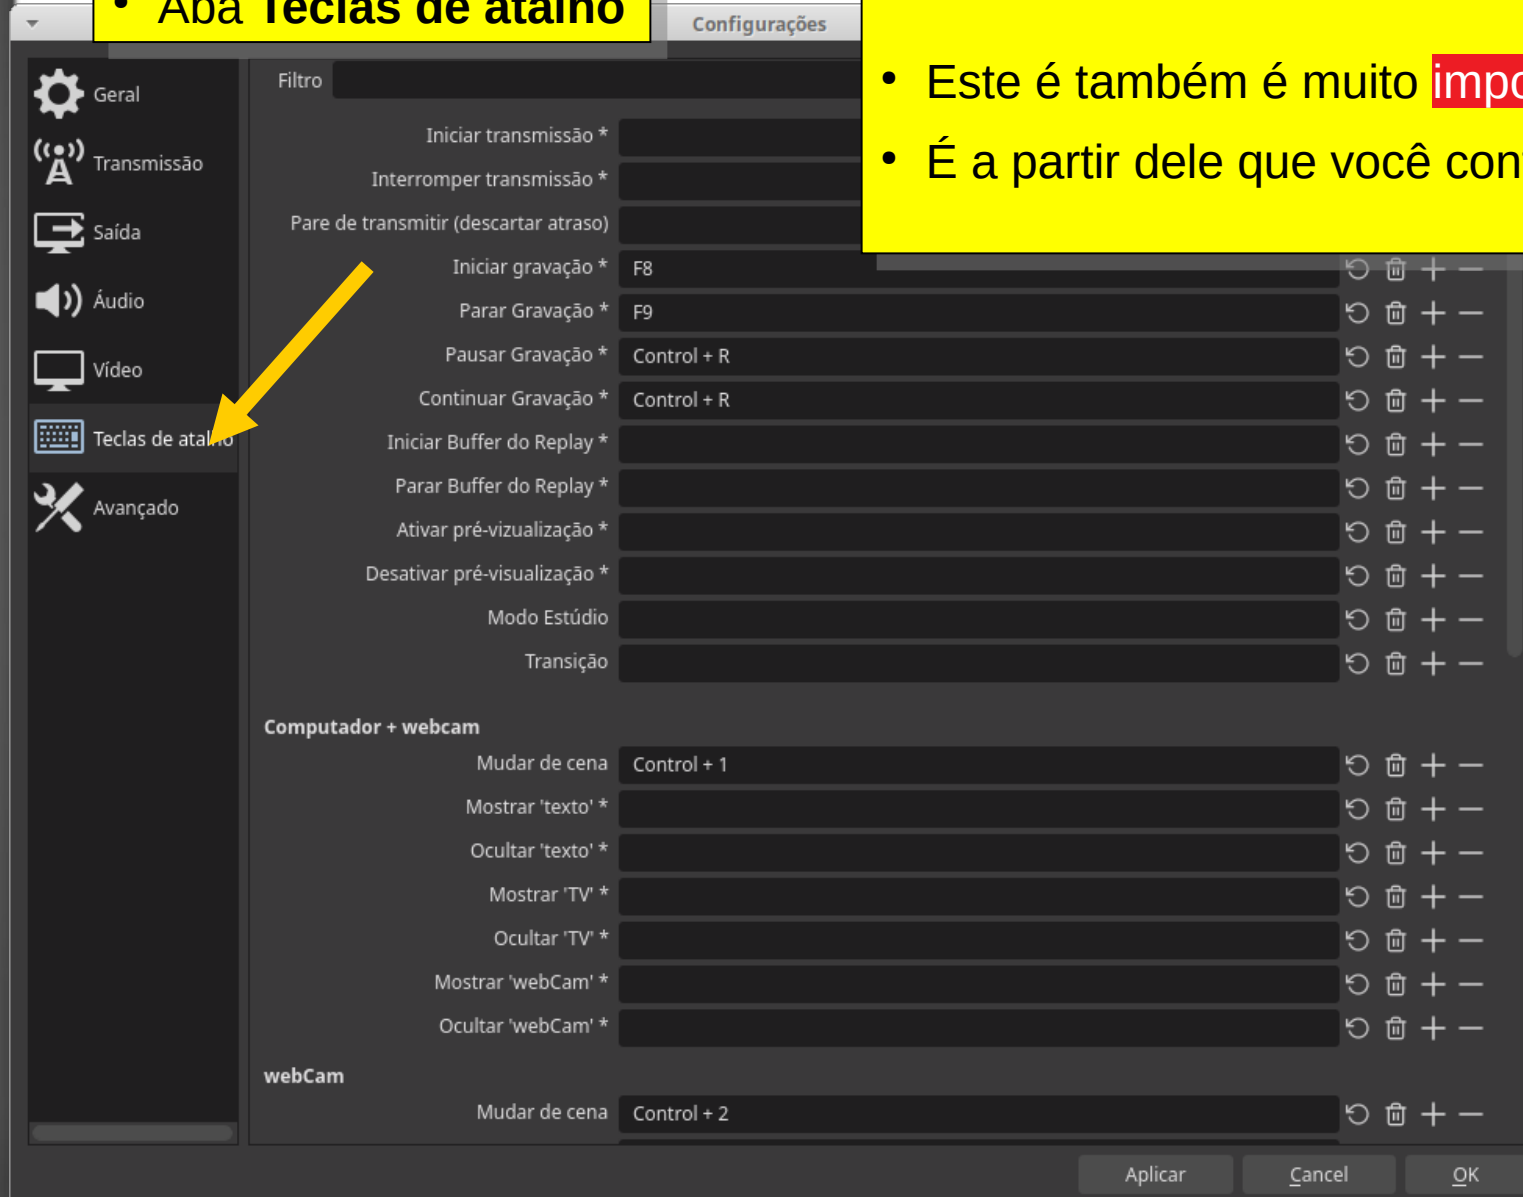 • Aba Teclas de atalho
Configurações
• Este é também é muito
• É a partir dele que você
Geral
Transmissão
Saída
Áudio
Vídeo
Teclas de atalho
Avançado
Filtro
Iniciar transmissão *
Interromper transmissão *
Pare de transmitir (descartar atraso)
Iniciar gravação * F8
Parar Gravação * F9
Pausar Gravação * Control + R
Continuar Gravação * Control + R
Iniciar Buffer do Replay *
Parar Buffer do Replay *
Ativar pré-vizualização *
Desativar pré-visualização *
Modo Estúdio
Transição
Computador + webcam
Mudar de cena Control + 1
Mostrar 'texto' *
Ocultar 'texto' *
Mostrar 'TV' *
Ocultar 'TV' *
Mostrar 'webCam' *
Ocultar 'webCam' *
webCam
Mudar de cena Control + 2
Aplicar Cancel OK